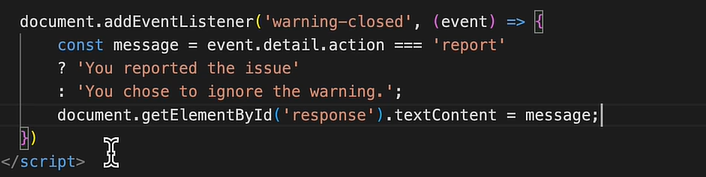 document.addEventListener('warning-closed', (event) => {
const message = event.detail.action === 'report'
? 'You reported the issue'
: 'You chose to ignore the warning.';
document.getElementById('response').textContent = message;
})
</script>